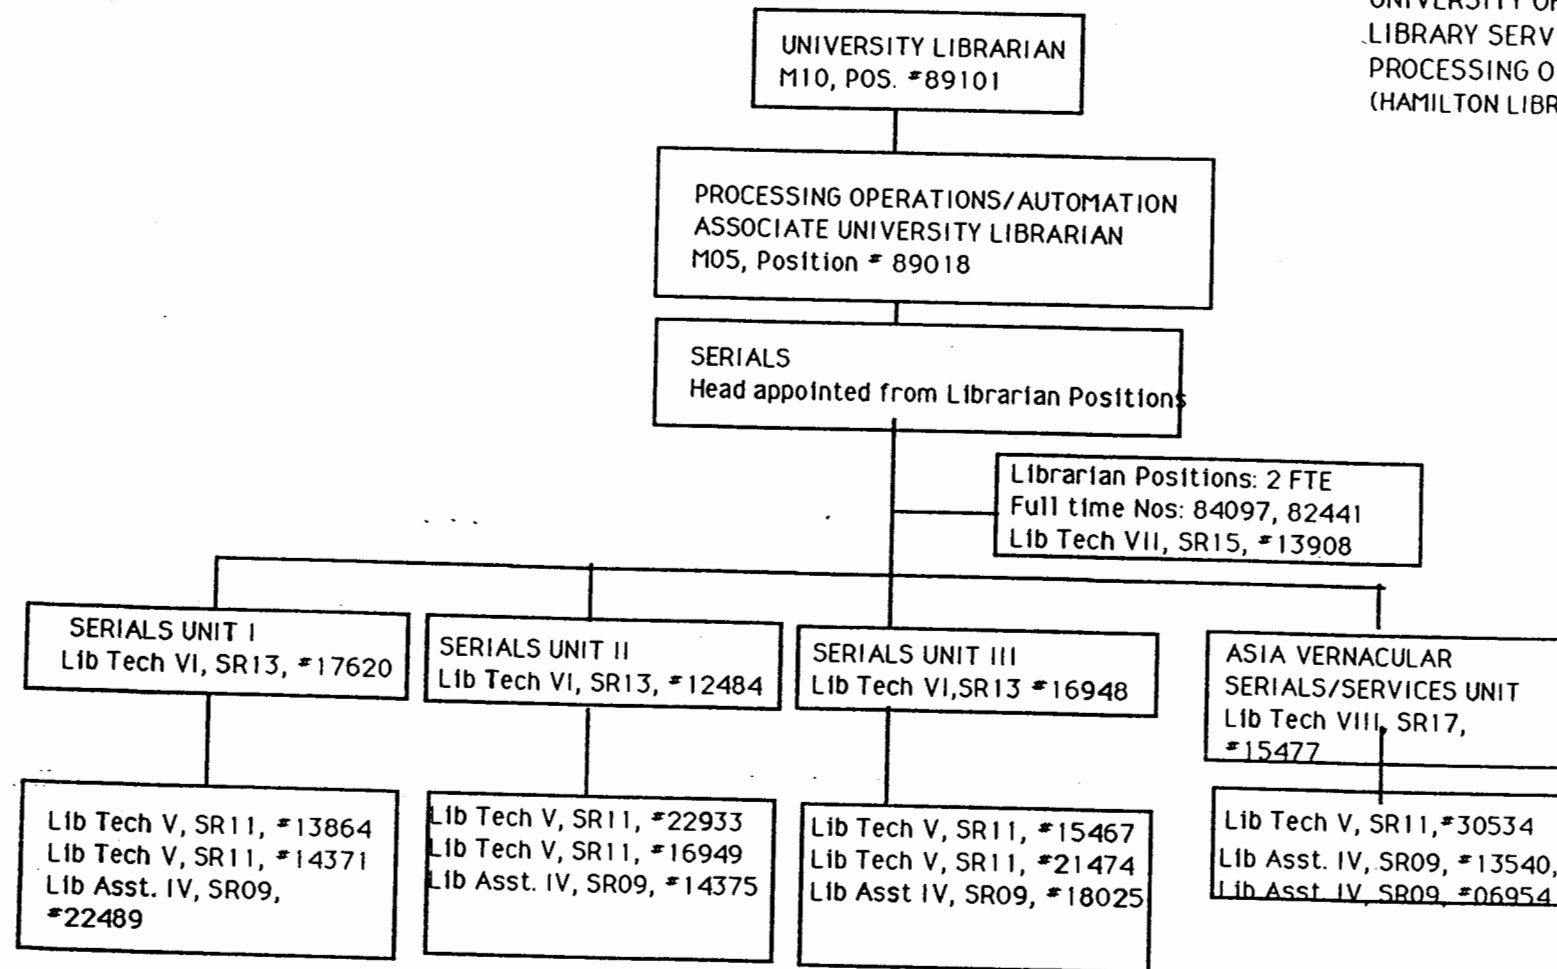 UNIVERSITY OF
LIBRARY SERV
PROCESSING O
(HAMILTON LIBR
UNIVERSITY LIBRARIAN
M10, POS. #89101
PROCESSING OPERATIONS/AUTOMATION
ASSOCIATE UNIVERSITY LIBRARIAN
M05, Position # 89018
SERIALS
Head appointed from Librarian Positions
Librarian Positions: 2 FTE
Full time Nos: 84097, 82441
Lib Tech VII, SR15, #13908
SERIALS UNIT I
Lib Tech VI, SR13, #17620
SERIALS UNIT II
Lib Tech VI, SR13, #12484
SERIALS UNIT III
Lib Tech VI,SR13 #16948
ASIA VERNACULAR
SERIALS/SERVICES UNIT
Lib Tech VIII, SR17,
#15477
Lib Tech V, SR11, #13864
Lib Tech V, SR11, #14371
Lib Asst. IV, SR09,
#22489
Lib Tech V, SR11, #22933
Lib Tech V, SR11, #16949
Lib Asst. IV, SR09, #14375
Lib Tech V, SR11, #15467
Lib Tech V, SR11, #21474
Lib Asst IV, SR09, #18025
Lib Tech V, SR11,#30534
Lib Asst. IV, SR09, #13540,
Lib Asst. IV, SR09, #06954